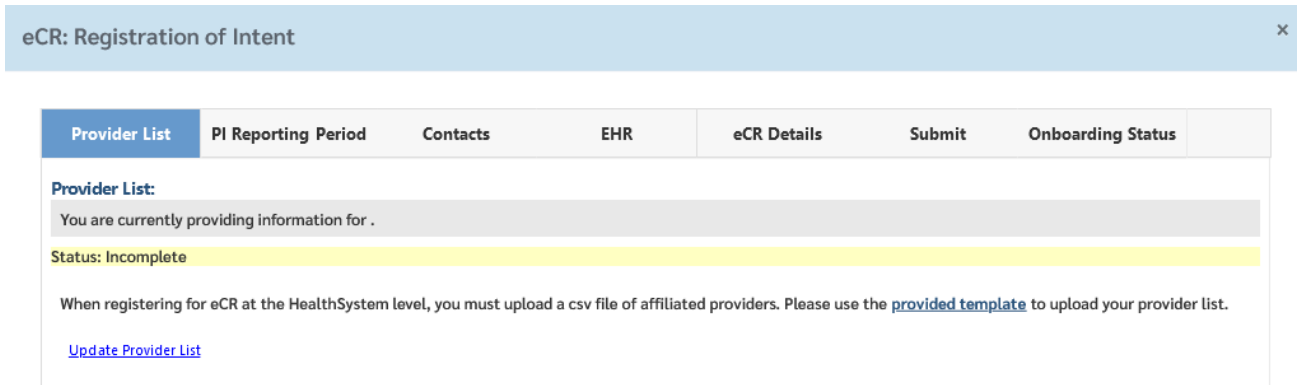 eCR: Registration of Intent ×
Provider List PI Reporting Period Contacts EHR eCR Details Submit Onboarding Status
Provider List:
You are currently providing information for .
Status: Incomplete
When registering for eCR at the HealthSystem level, you must upload a csv file of affiliated providers. Please use the provided template to upload your provider list.
Update Provider List